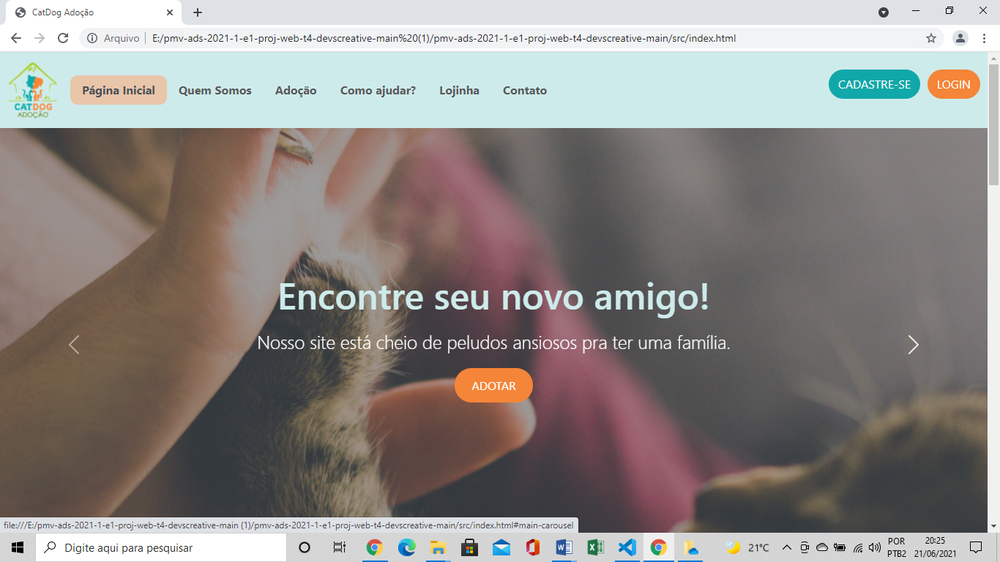 CatDog Adoção
Arquivo E:/pmv-ads-2021-1-e1-proj-web-t4-devscreative-main%20(1)/pmv-ads-2021-1-e1-proj-web-t4-devscreative-main/src/index.html
CATDOG
ADOÇÃO
Página Inicial Quem Somos Adoção Como ajudar? Lojinha Contato CADASTRE-SE LOGIN
Encontre seu novo amigo!
Nosso site está cheio de peludos ansiosos pra ter uma família.
ADOTAR
file:///E:/pmv-ads-2021-1-e1-proj-web-t4-devscreative-main (1)/pmv-ads-2021-1-e1-proj-web-t4-devscreative-main/src/index.html#main-carousel
Digite aqui para pesquisar
21°C
POR
PTB2
20:25
21/06/2021